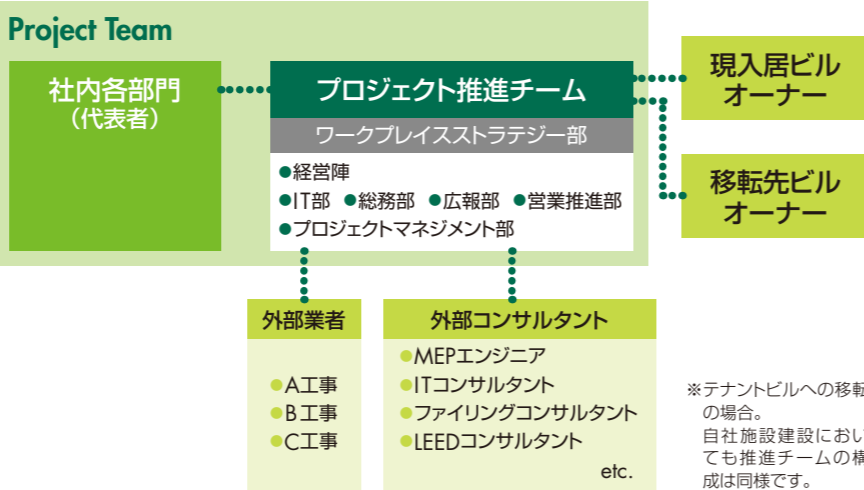 Project Team
社内各部門
（代表者）
プロジェクト推進チーム
ワークプレイスストラテジー部
●経営陣
●IT部 ●総務部 ●広報部 ●営業推進部
●プロジェクトマネジメント部
現入居ビル
オーナー
移転先ビル
オーナー
外部業者
●A工事
●B工事
●C工事
外部コンサルタント
●MEPエンジニア
●ITコンサルタント
●ファイリングコンサルタント
●LEEDコンサルタント
etc.
※テナントビルへの移転
の場合。
自社施設建設におい
ても推進チームの構
成は同様です。